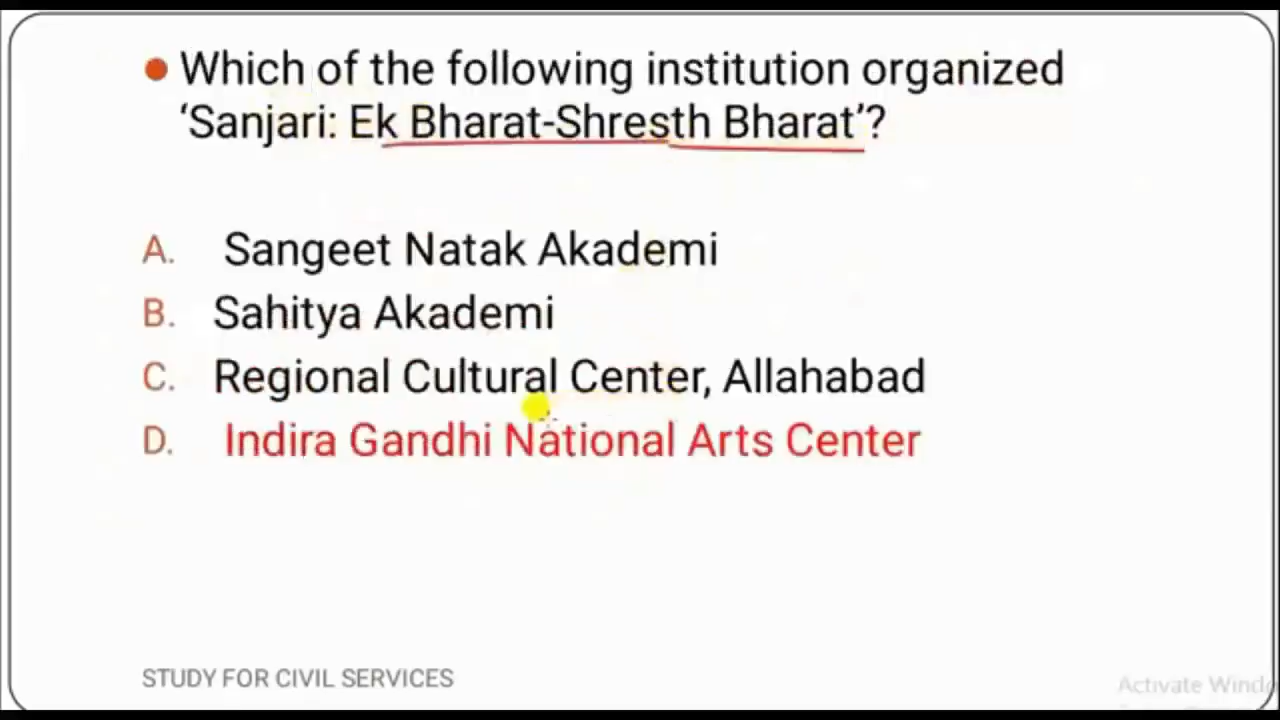 Which of the following institution organized
‘Sanjari: Ek Bharat-Shresth Bharat’?
A. Sangeet Natak Akademi
B. Sahitya Akademi
C. Regional Cultural Center, Allahabad
D. Indira Gandhi National Arts Center
STUDY FOR CIVIL SERVICES
Activate